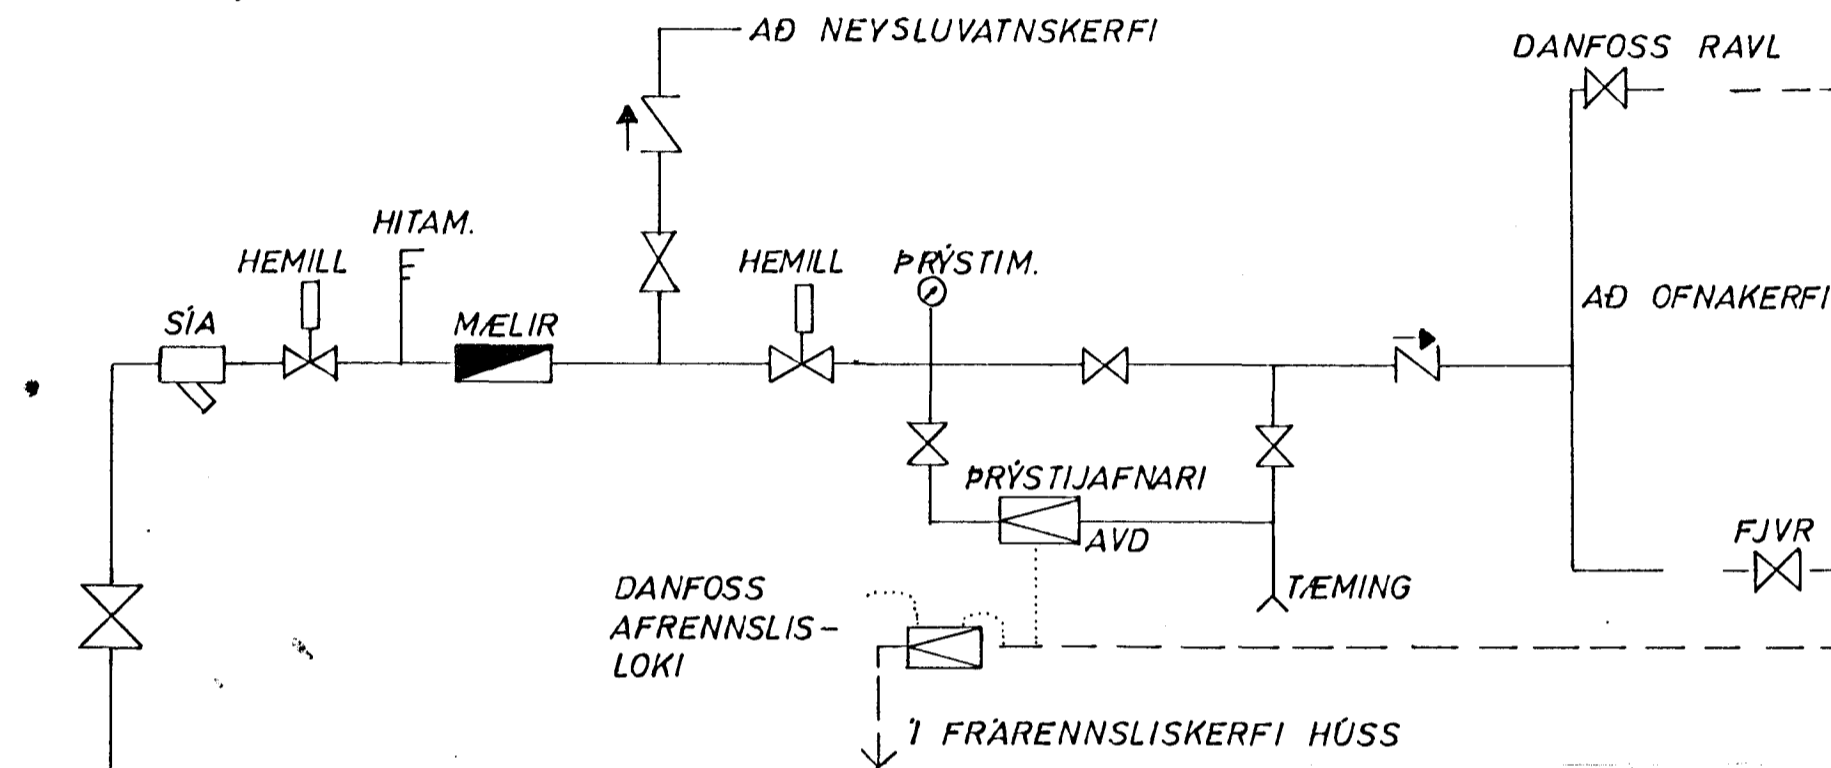 AÐ NEYSLUVATNSKERFI
DANFOSS RAVL
HITAM.
HEMILL
HEMILL
ÞRÝSTIM.
AÐ OFNAKERFI
SÍA
MÆLIR
ÞRÝSTIJAFNARI
AVD
FJVR
DANFOSS
AFRENNSLIS-
LOKI
TÆMING
Í FRÁRENNSLISKERFI HÚSS